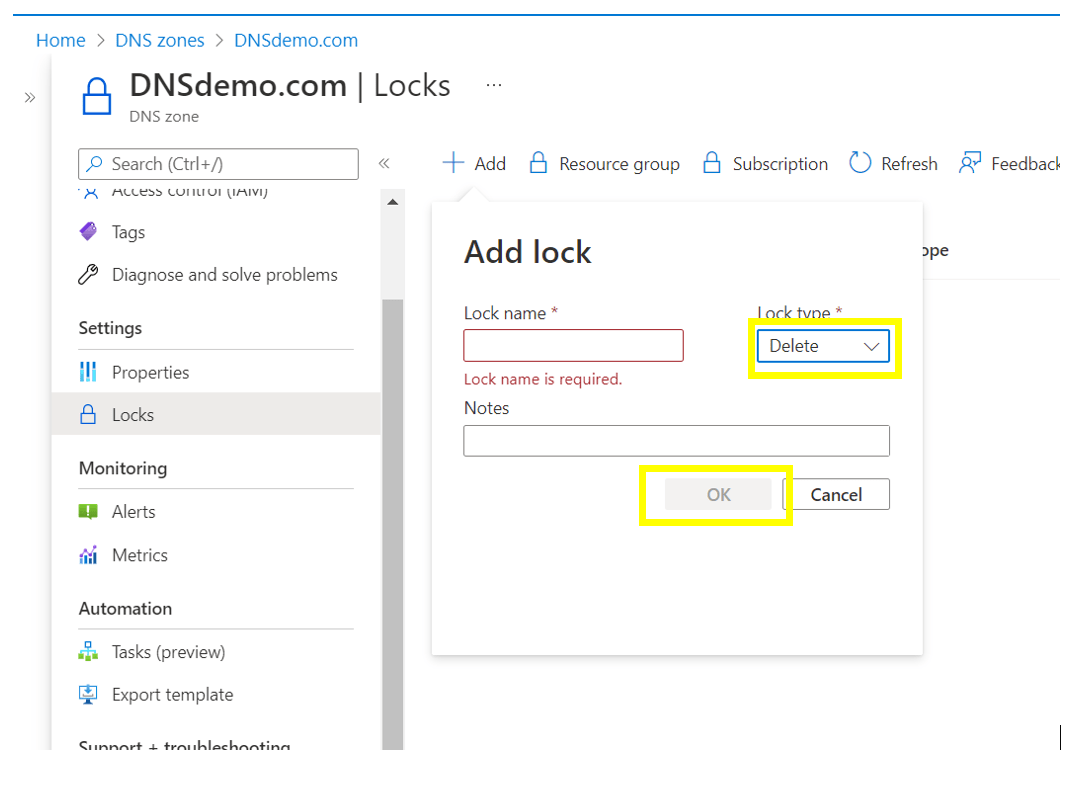 Home > DNS zones > DNSdemo.com
»
DNSdemo.com | Locks ...
DNS zone
Search (Ctrl+/)
«
Access control (IAM)
Tags
Diagnose and solve problems
Settings
Properties
Locks
Monitoring
Alerts
Metrics
Automation
Tasks (preview)
Export template
Support + troubleshooting
+ Add Resource group Subscription Refresh Feedback
ope
Add lock
Lock name * Lock type *
Delete
Lock name is required.
Notes
OK Cancel